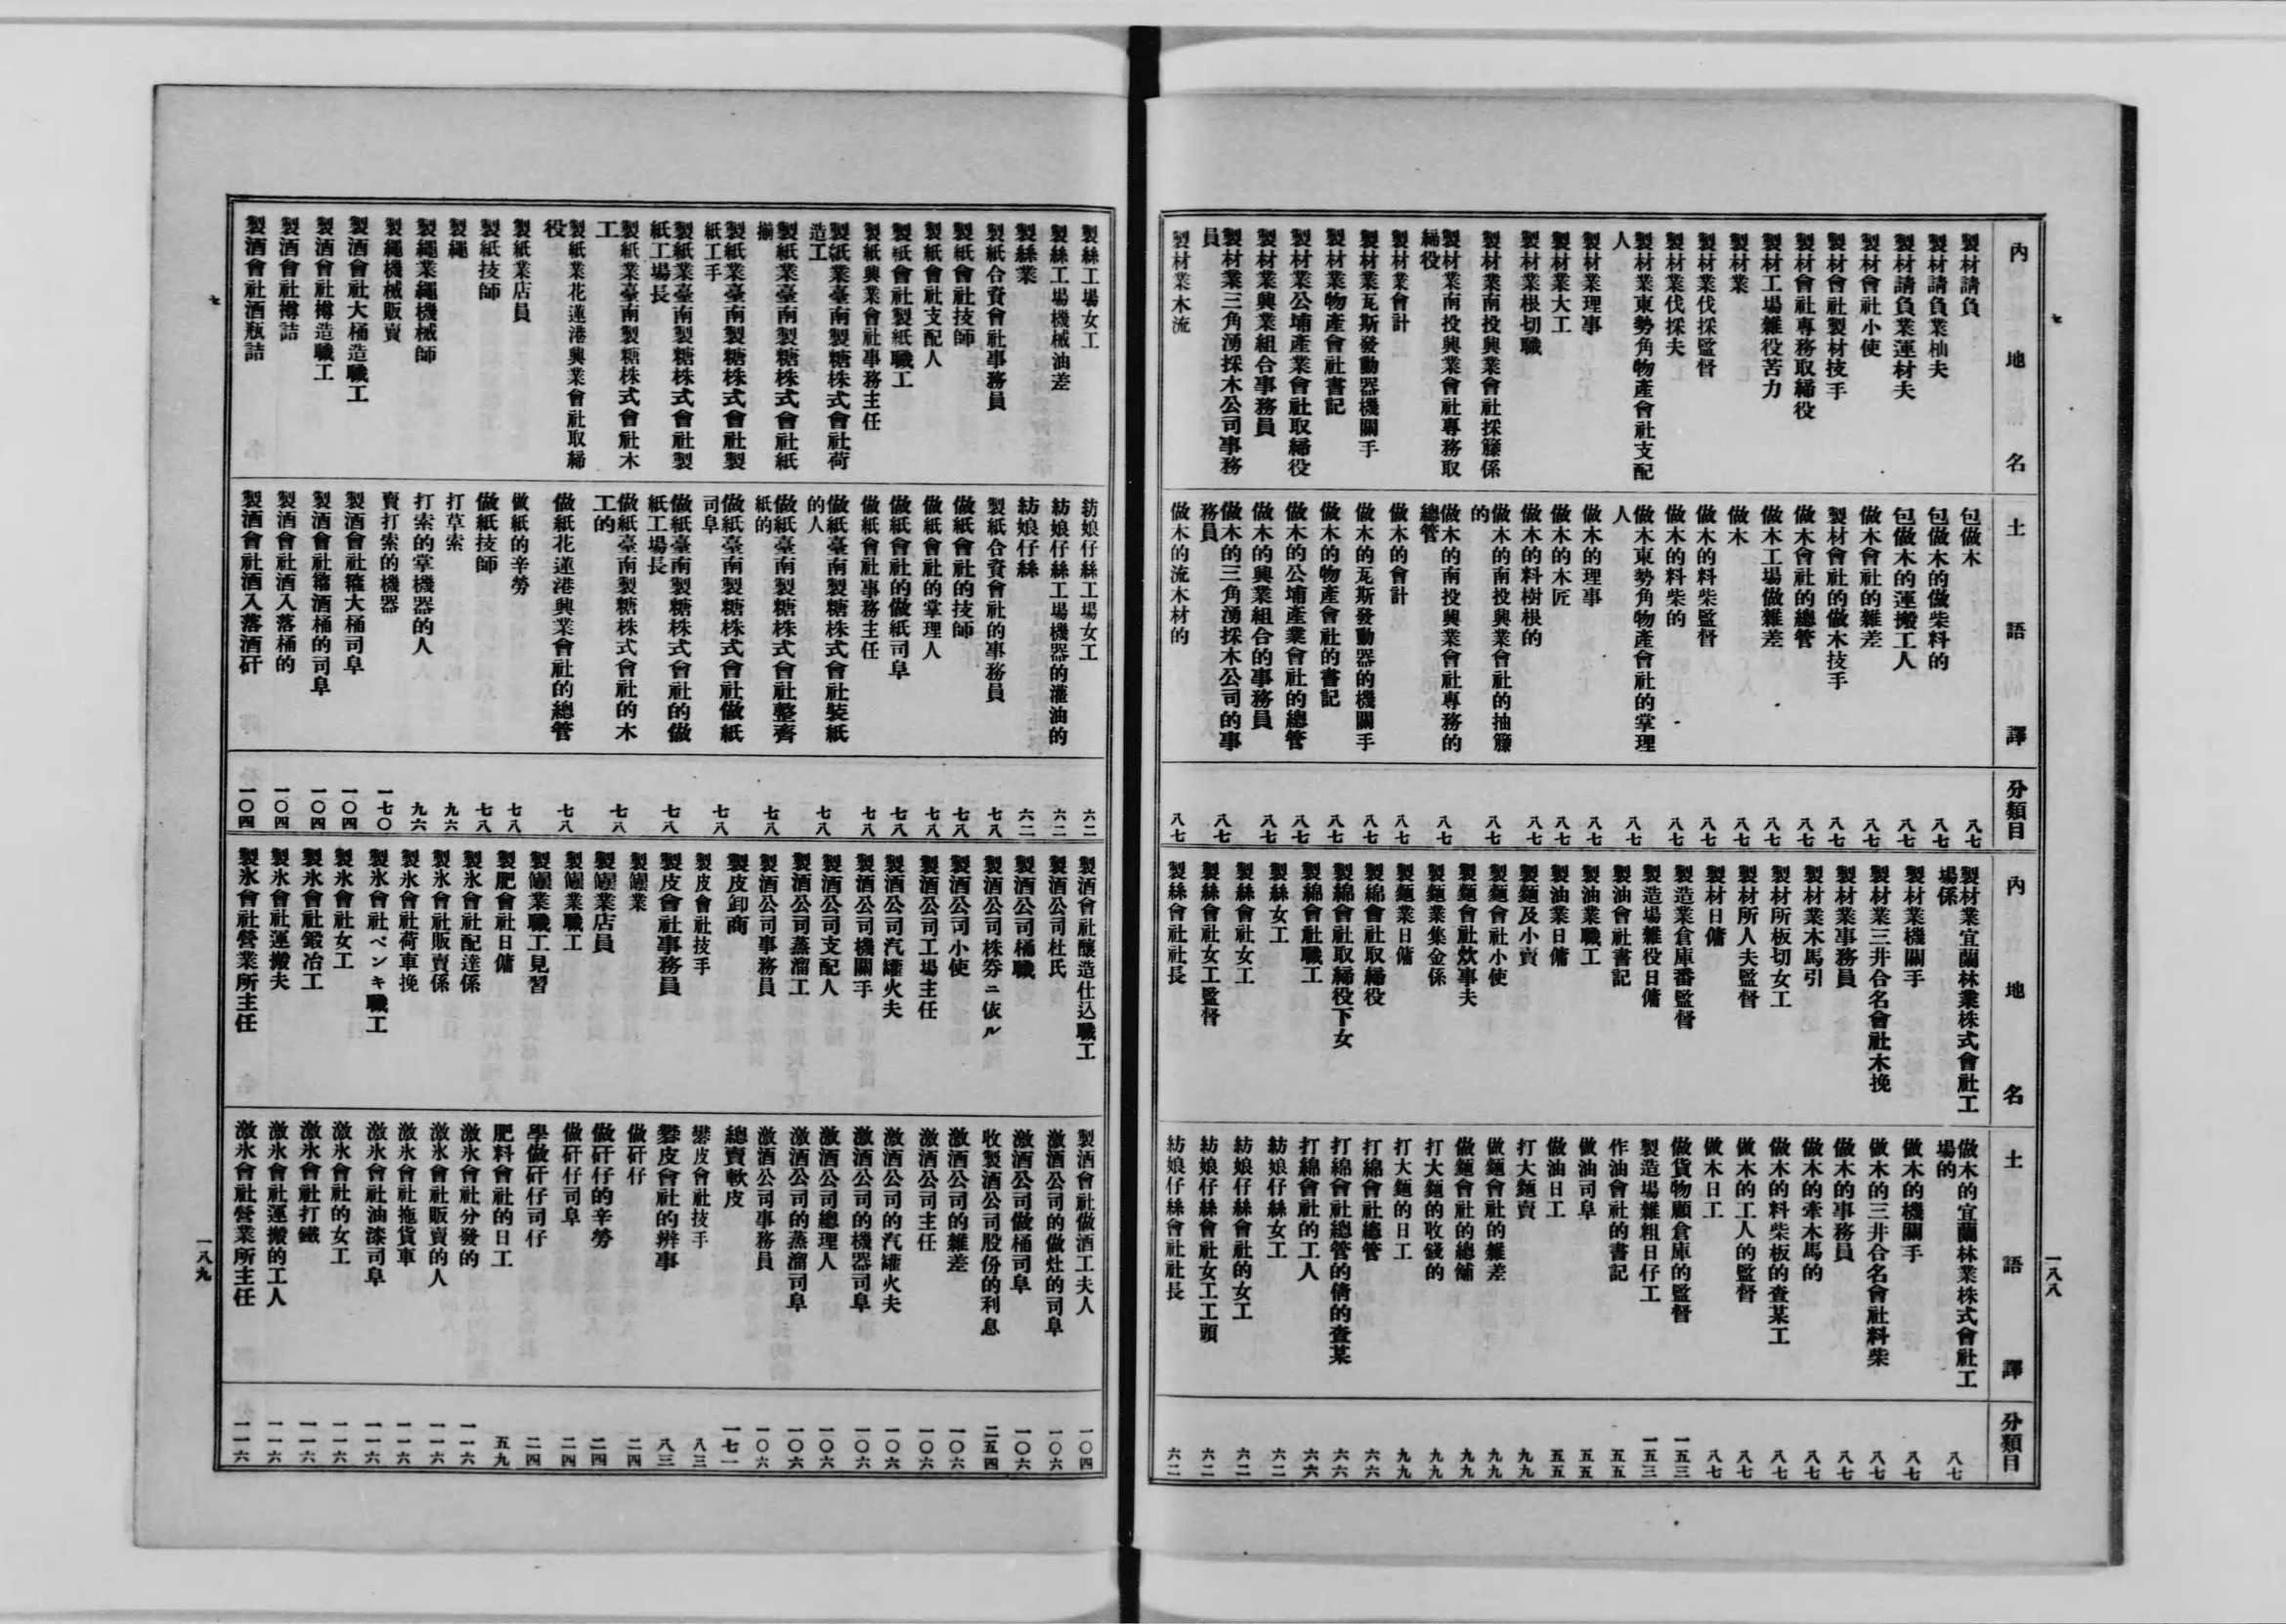 セ
內地名
土語譯
分類目
製材請負
包做木
八七
製材請負業杣夫
包做木的做柴料的
八七
製材請負業運材夫
包做木的運搬工人
八七
製材會社小使
做木會社的雜差
八七
製材會社製材技手
製材會社的做木技手
八七
製材會社專務取締役
做木會社的總管
八七
製材工場雜役苦力
做木工場做雜差
八七
製材業
做木
八七
製材業伐採監督
做木的料柴監督
八七
製材業伐採夫
做木的料柴的
八七
製材業東勢角物產會社支配
人
做木東勢角物產會社的掌理
人
八七
製材業理事
做木的理事
八七
製材業大工
做木的木匠
八七
製材業根切職
做木的料樹根的
八七
製材業南投興業會社採籐係
做木的南投興業會社的抽籐
的
八七
製材業南投興業會社專務取
締役
做木的南投興業會社專務的
總管
八七
製材業會計
做木的會計
八七
製材業瓦斯發動器機關手
做木的瓦斯發動器的機關手
八七
製材業物產會社書記
做木的物產會社的書記
八七
製材業公埔產業會社取締役
做木的公埔產業會社的總管
八七
製材業興業組合事務員
做木的興業組合的事務員
八七
製材業三角湧採木公司事務
員
做木的三角湧採木公司的事
務員
八七
製材業木流
做木的流木材的
八七
內地名
土語譯
分類目
製材業宜蘭林業株式會社工
場係
做木的宜蘭林業株式會社工
場的
八七
製材業機關手
做木的機關手
八七
製材業三井合名會社木挽
做木的三井合名會社料柴
八七
製材業事務員
做木的事務員
八七
製材業木馬引
做木的牽木馬的
八七
製材所板切女工
做木的料柴板的查某工
八七
製材所人夫監督
做木的工人的監督
八七
製材日傭
做木日工
八七
製造業倉庫番監督
做貨物顧倉庫的監督
一五三
製造場雜役日傭
製造場雜粗日仔工
一五三
製油會社書記
作油會社的書記
五五
製油業職工
做油司阜
五五
製油業日傭
做油日工
五五
製麵及小賣
打大麵賣
九九
製麵會社小使
做麵會社的雜差
九九
製麵會社炊事夫
做麵會社的總舖
九九
製麵業集金係
打大麵的收錢的
九九
製麵業日傭
打大麵的日工
九九
製綿會社取締役
打綿會社總管
六六
製綿會社取締役下女
打綿會社總管的倩的查某
六六
製綿會社職工
打綿會社的工人
六六
製絲女工
紡娘仔絲女工
六二
製絲會社女工
紡娘仔絲會社的女工
六二
製絲會社女工監督
紡娘仔絲會社女工工頭
六二
製絲會社社長
紡娘仔絲會社社長
六二
一八八
セ
製絲工場女工
紡娘仔絲工場女工
六二
製絲工場機械油差
紡娘仔絲工場機器的灌油的
六二
製絲業
紡娘仔絲
六二
製紙合資會社事務員
製紙合資會社的事務員
七八
製紙會社技師
做紙會社的技師
七八
製紙會社支配人
做紙會社的掌理人
七八
製紙會社製紙職工
做紙會社的做紙司阜
七八
製紙興業會社事務主任
做紙會社事務主任
七八
製紙業臺南製糖株式會社荷
造工
做紙臺南製糖株式會社裝紙
的人
七八
製紙業臺南製糖株式會社紙
揃
做紙臺南製糖株式會社整齊
紙的
七八
製紙業臺南製糖株式會社製
紙工手
做紙臺南製糖株式會社做紙
司阜
七八
製紙業臺南製糖株式會社製
紙工場長
做紙臺南製糖株式會社的做
紙工場長
七八
製紙業臺南製糖株式會社木
工
做紙臺南製糖株式會社的木
工的
七八
製紙業花蓮港興業會社取締
役
做紙花蓮港興業會社的總管
七八
製紙業店員
做紙的辛勞
七八
製紙技師
做紙技師
七八
製繩
打草索
九六
製繩業繩機械師
打索的掌機器的人
九六
製繩機械販賣
賣打索的機器
一七〇
製酒會社大桶造職工
製酒會社籠大桶司阜
一〇四
製酒會社樽造職工
製酒會社籠酒桶的司阜
一〇四
製酒會社樽詰
製酒會社酒入落桶的
一〇四
製酒會社酒瓶詰
製酒會社酒入落酒矸
一〇四
製酒會社釀造仕込職工
製酒會社做酒工夫人
一〇四
製酒公司杜氏
激酒公司的做灶的司阜
一〇六
製酒公司桶職
激酒公司做桶司阜
一〇六
製酒公司株券ニ依ル
收製酒公司股份的利息
二五四
製酒公司小使
激酒公司的雜差
一〇六
製酒公司工場主任
激酒公司主任
一〇六
製酒公司汽罐火夫
激酒公司的汽罐火夫
一〇六
製酒公司機關手
激酒公司的機器司阜
一〇六
製酒公司支配人
激酒公司總理人
一〇六
製酒公司蒸溜工
激酒公司的蒸溜司阜
一〇六
製酒公司事務員
激酒公司事務員
一〇六
製皮卸商
總賣軟皮
一七一
製皮會社技手
礬皮會社技手
八三
製皮會社事務員
礬皮會社的辨事
八三
製罎業
做矸仔
二四
製罎業店員
做矸仔的辛勞
二四
製罎業職工
做矸仔司阜
二四
製罎業職工見習
學做矸仔司仔
二四
製肥會社日傭
肥料會社的日工
五九
製氷會社配達係
激氷會社分發的
一一六
製氷會社販賣係
激氷會社販賣的人
一一六
製氷會社荷車挽
激氷會社拖貨車
一一六
製氷會社ペンキ職工
激氷會社油漆司阜
一一六
製氷會社女工
激氷會社的女工
一一六
製氷會社鍛冶工
激氷會社打鐵
一一六
製氷會社運搬夫
激氷會社運搬的工人
一一六
製氷會社營業所主任
激氷會社營業所主任
一一六
一八九